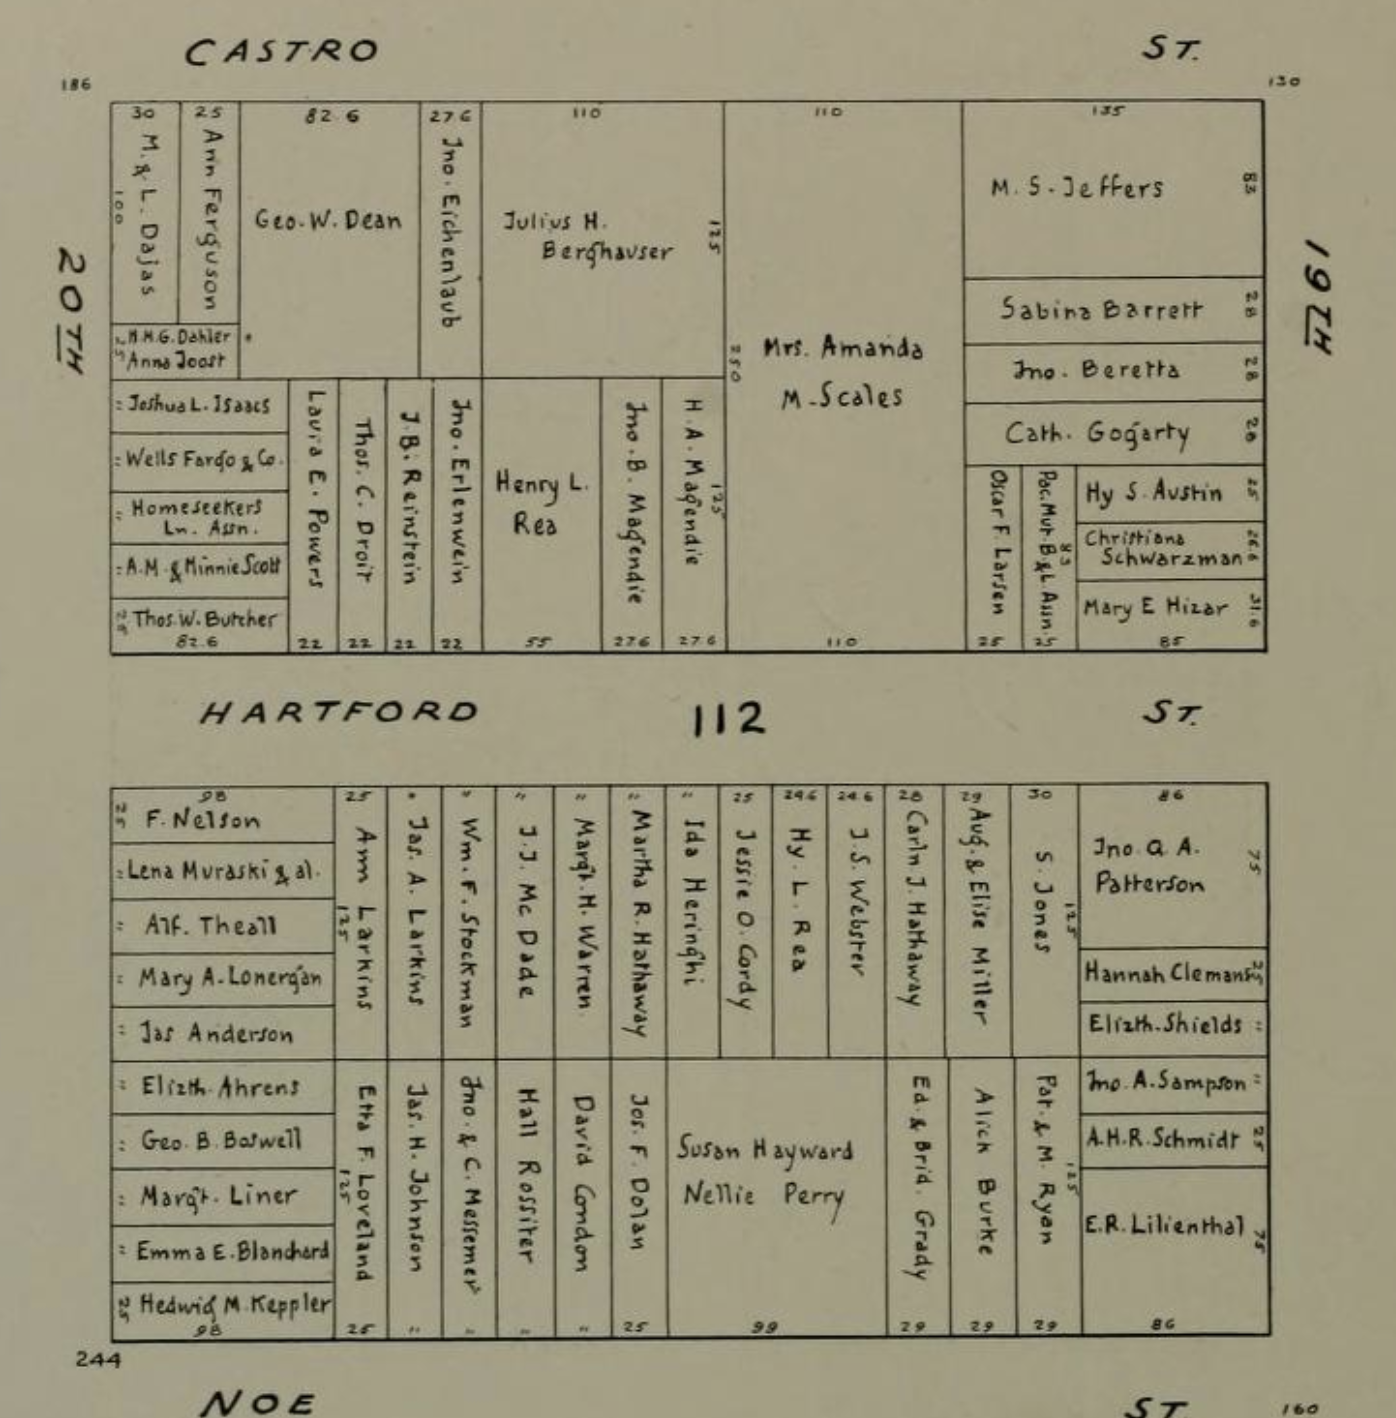 CASTRO ST.
186 130
30 25 82 6 27 6 110 110 135
M. & L. Dajas
100
Ann Ferguson
Geo. W. Dean
Jno. Eichenlaub
Julius H.
Berghauser
125
Mrs. Amanda
M. Scales
250
M. S. Jeffers
83
20TH
19TH
Sabina Barrett
28
Jno. Beretta
28
Cath. Gogarty
28
H.H.G. Dahler "
" Anna Joost
" Joshua L. Isaacs
" Wells Fargo & Co.
" Homeseekers
Ln. Assn.
" A.M. & Minnie Scott
25 Thos. W. Butcher
82.6
Laura E. Powers
22
Thos. C. Droit
22
J. B. Reinstein
22
Jno. Erlenwein
22
Henry L.
Rea
55
Jno. B. Magendie
27 6
H. A. Magendie
125
27 6
110
Oscar F. Larsen
25
Pac. Mut. B. & L. Assn.
83
25
Hy S. Austin
25
Christiana
Schwarzman
26.6
Mary E Hizar
31.6
85
HARTFORD 112 ST.
98 25 " " " " " " 25 24 6 24.6 28 29 30 86
25 F. Nelson
" Lena Muraski & al.
" Alf. Theall
" Mary A. Lonergan
" Jas Anderson
Ann Larkins
125
Jas. A. Larkins
Wm. F. Stockman
J. J. Mc Dade
Margt. H. Warren
Martha R. Hathaway
Ida Heringhi
Jessie O. Cordy
Hy. L. Rea
J. S. Webster
Carln J. Hathaway
Aug. & Elise Miller
S. Jones
125
Jno. Q. A.
Patterson
75
Hannah Clemans
25
Elizth. Shields "
" Elizth. Ahrens
" Geo. B. Boswell
" Margt. Liner
" Emma E. Blanchard
25 Hedwig M. Keppler
98
Etta F. Loveland
125
25
Jas. H. Johnson
"
Jno. & C. Messemer
"
Hall Rossiter
"
David Condon
"
Jos. F. Dolan
25
Susan Hayward
Nellie Perry
99
Ed. & Brid. Grady
29
Alich Burke
29
Pat. & M. Ryan
125
29
Jno. A. Sampson "
A.H.R. Schmidt 25
E.R. Lilienthal 75
86
244
NOE ST 160